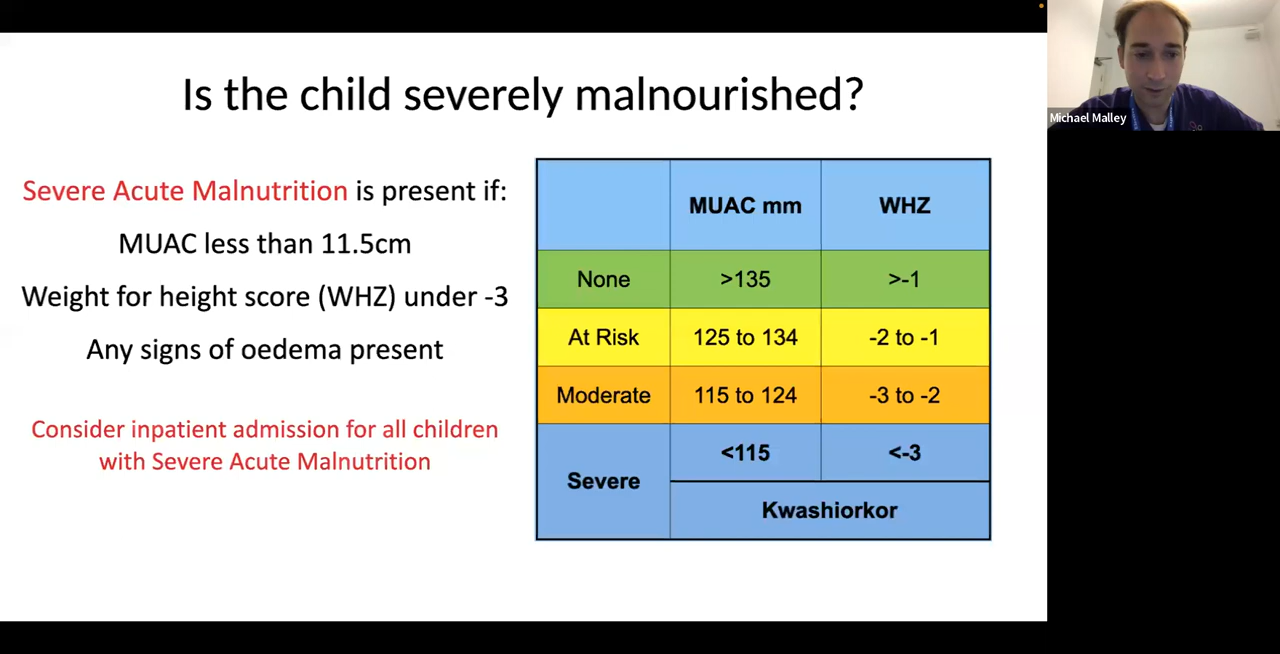 Is the child severely malnourished?
Michael Malley
Severe Acute Malnutrition is present if:
MUAC less than 11.5cm
Weight for height score (WHZ) under -3
Any signs of oedema present
Consider inpatient admission for all children
with Severe Acute Malnutrition
MUAC mm WHZ
None >135 >-1
At Risk 125 to 134 -2 to -1
Moderate 115 to 124 -3 to -2
Severe <115 <-3
Kwashiorkor